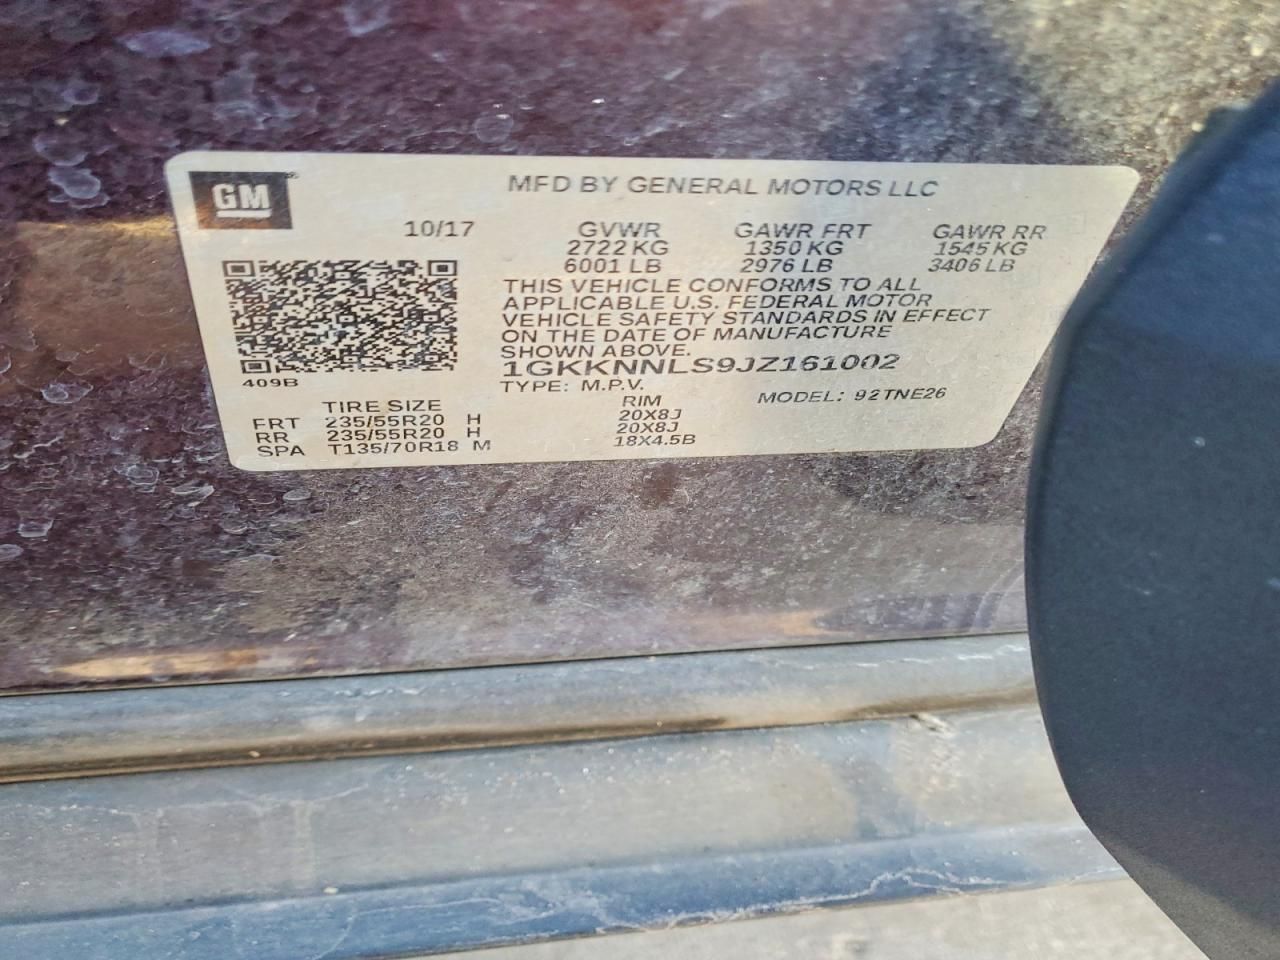 GM
MFD BY GENERAL MOTORS LLC
10/17 GVWR GAWR FRT GAWR RR
2722 KG 1350 KG 1545 KG
6001 LB 2976 LB 3406 LB
THIS VEHICLE CONFORMS TO ALL
APPLICABLE U.S. FEDERAL MOTOR
VEHICLE SAFETY STANDARDS IN EFFECT
ON THE DATE OF MANUFACTURE
SHOWN ABOVE.
1GKKNNLS9JZ161002
409B
TYPE: M.P.V. MODEL: 92TNE26
TIRE SIZE RIM
FRT 235/55R20 H 20X8J
RR 235/55R20 H 20X8J
SPA T135/70R18 M 18X4.5B